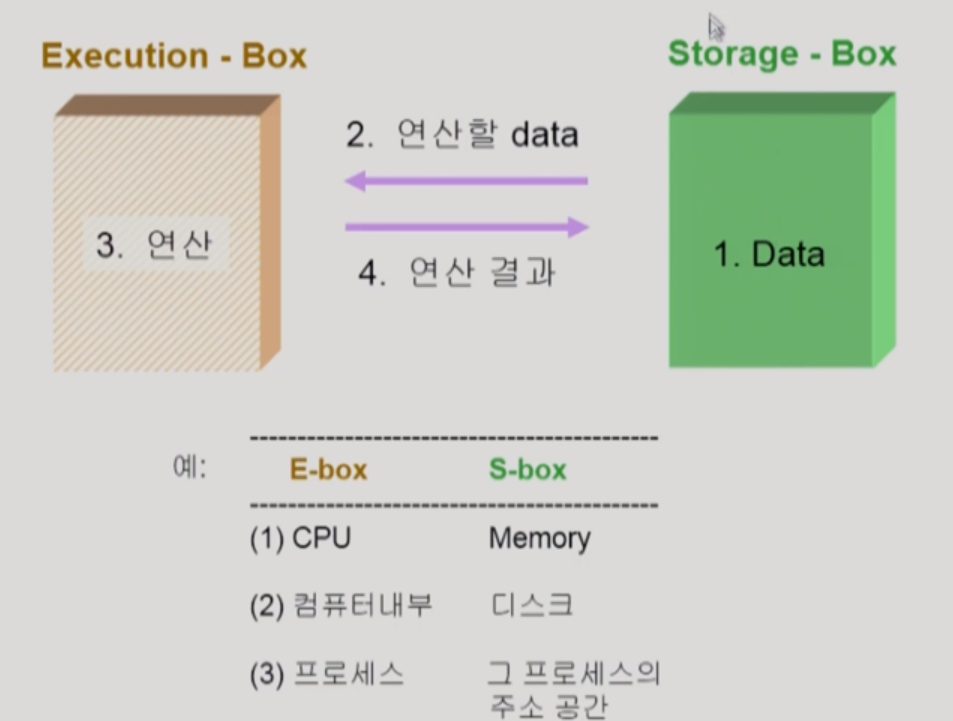 Execution - Box
Storage - Box
2. 연산할 data
3. 연산
1. Data
4. 연산 결과
예:
E-box S-box
(1) CPU Memory
(2) 컴퓨터내부 디스크
(3) 프로세스 그 프로세스의
주소 공간